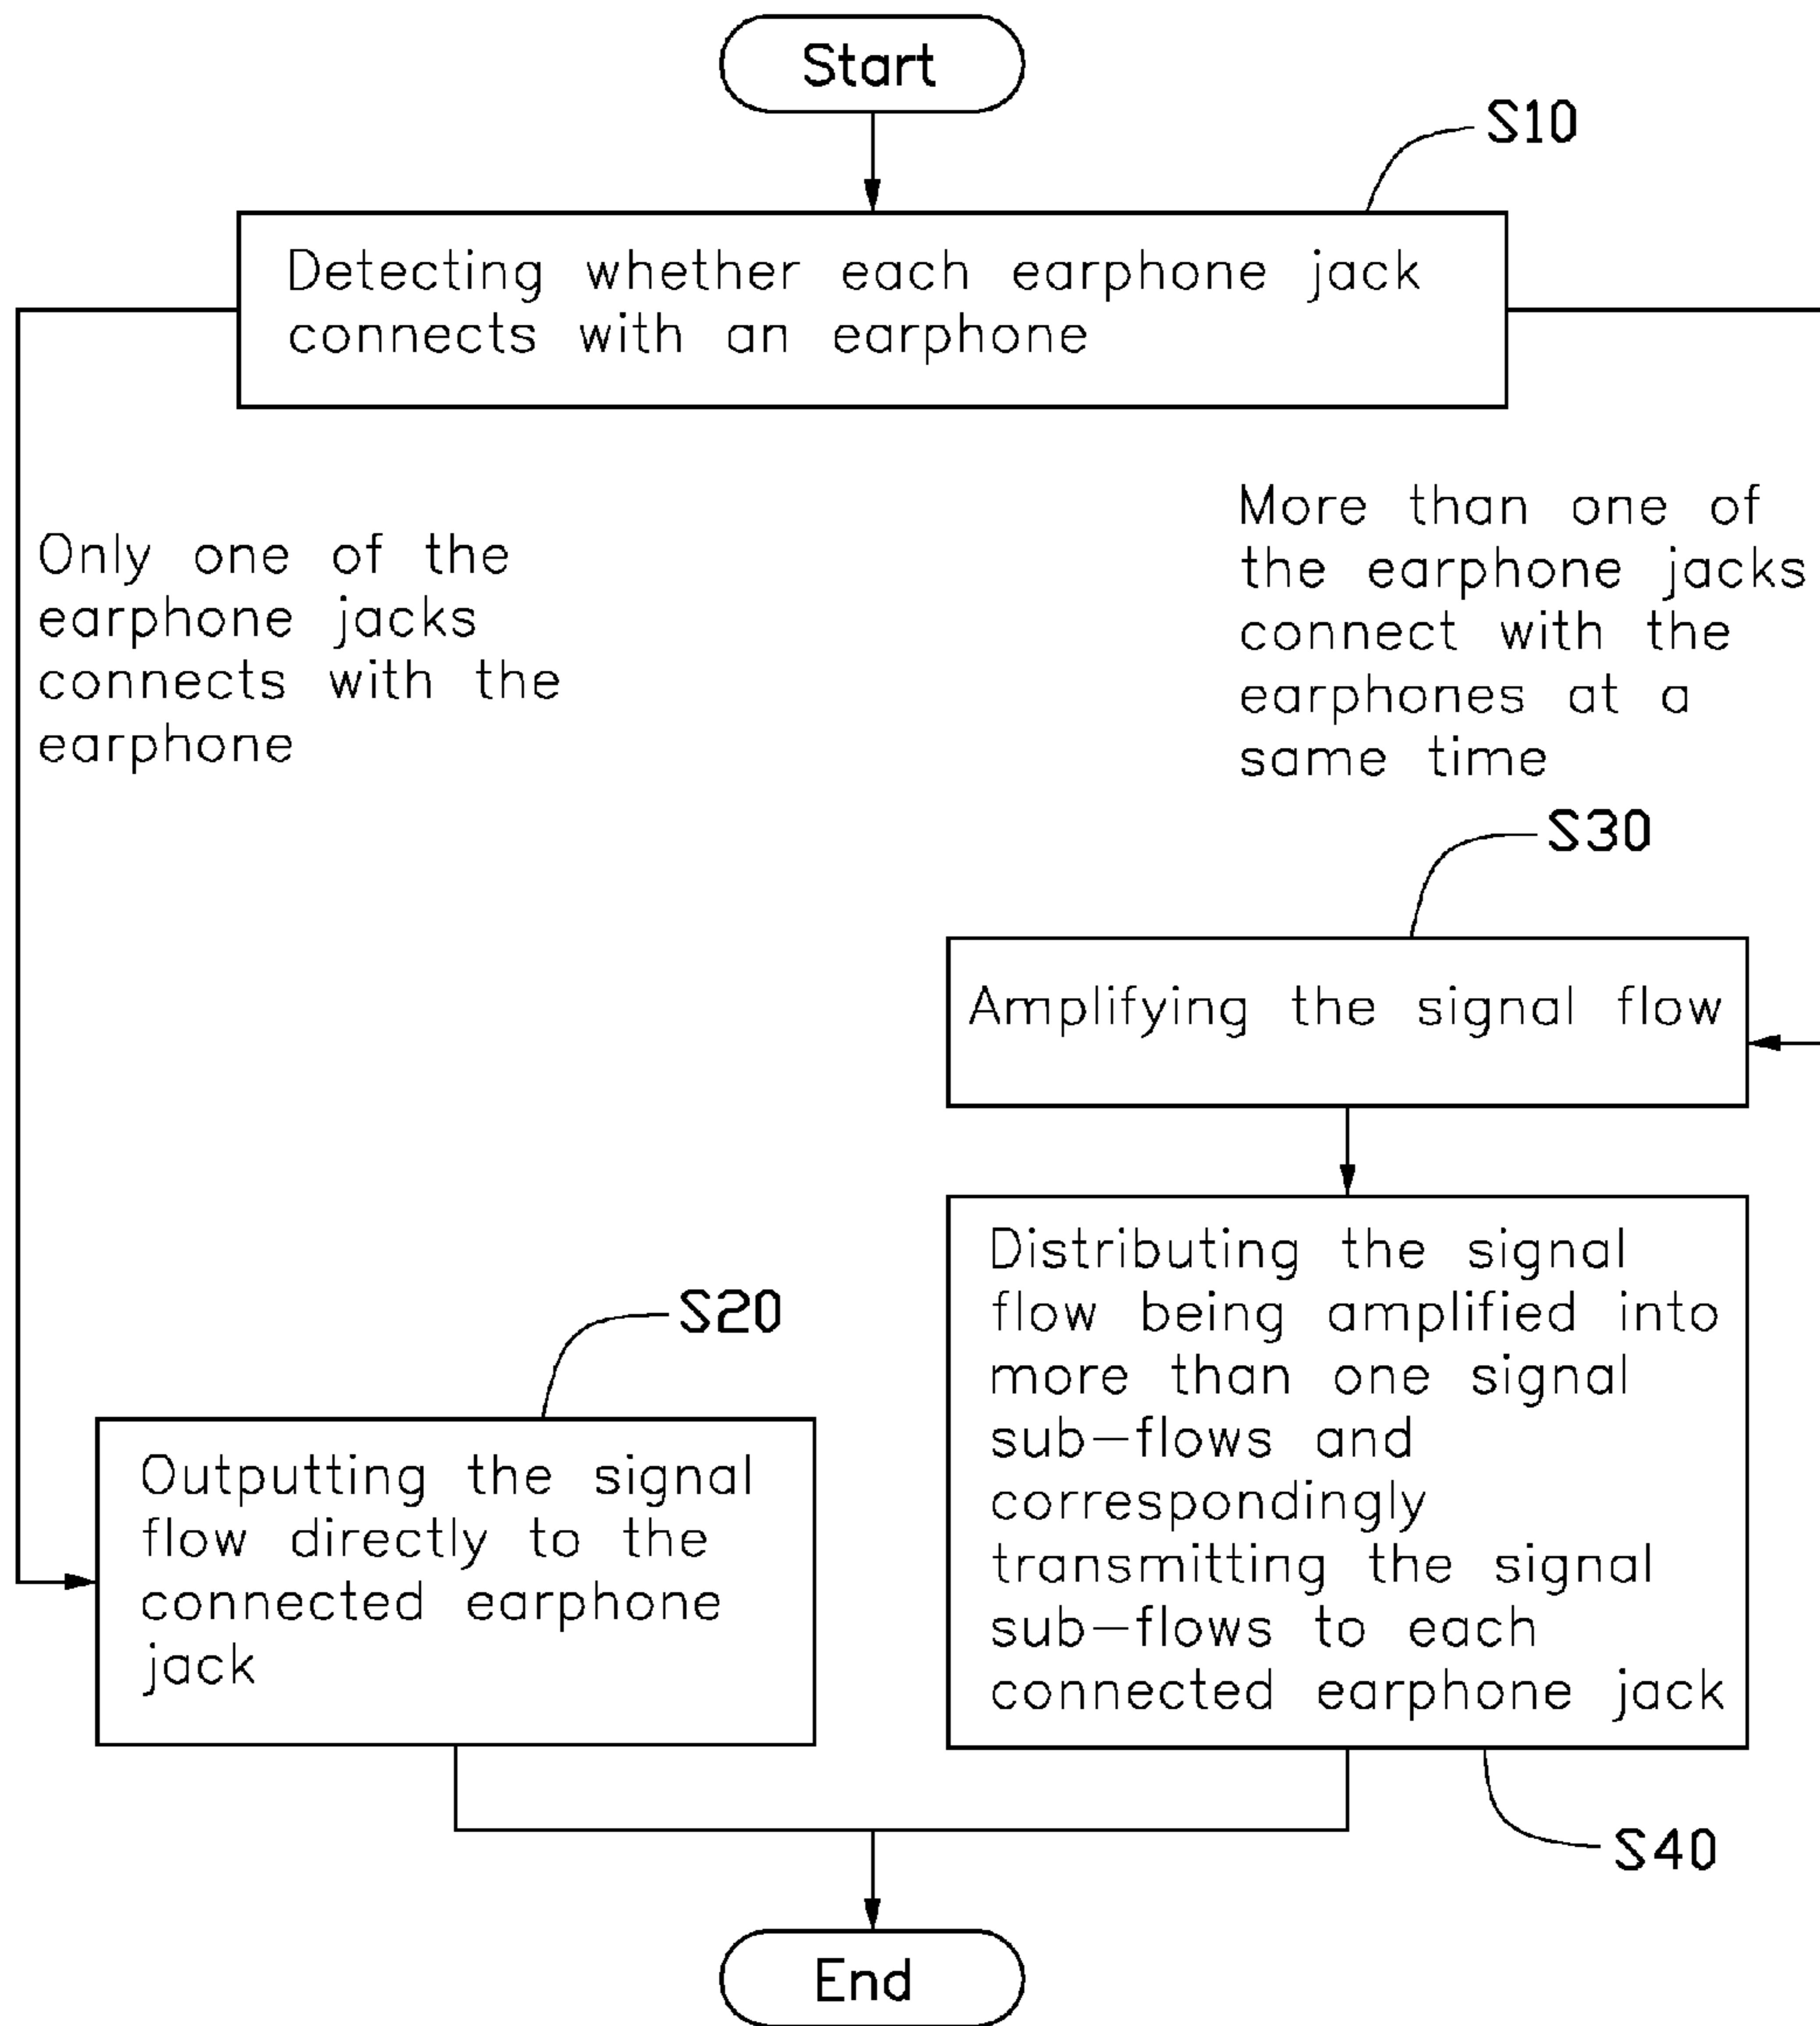 Start
S10
Detecting whether each earphone jack
connects with an earphone
Only one of the
earphone jacks
connects with the
earphone
More than one of
the earphone jacks
connect with the
earphones at a
same time
S30
Amplifying the signal flow
S20
Outputting the signal
flow directly to the
connected earphone
jack
Distributing the signal
flow being amplified into
more than one signal
sub-flows and
correspondingly
transmitting the signal
sub-flows to each
connected earphone jack
S40
End